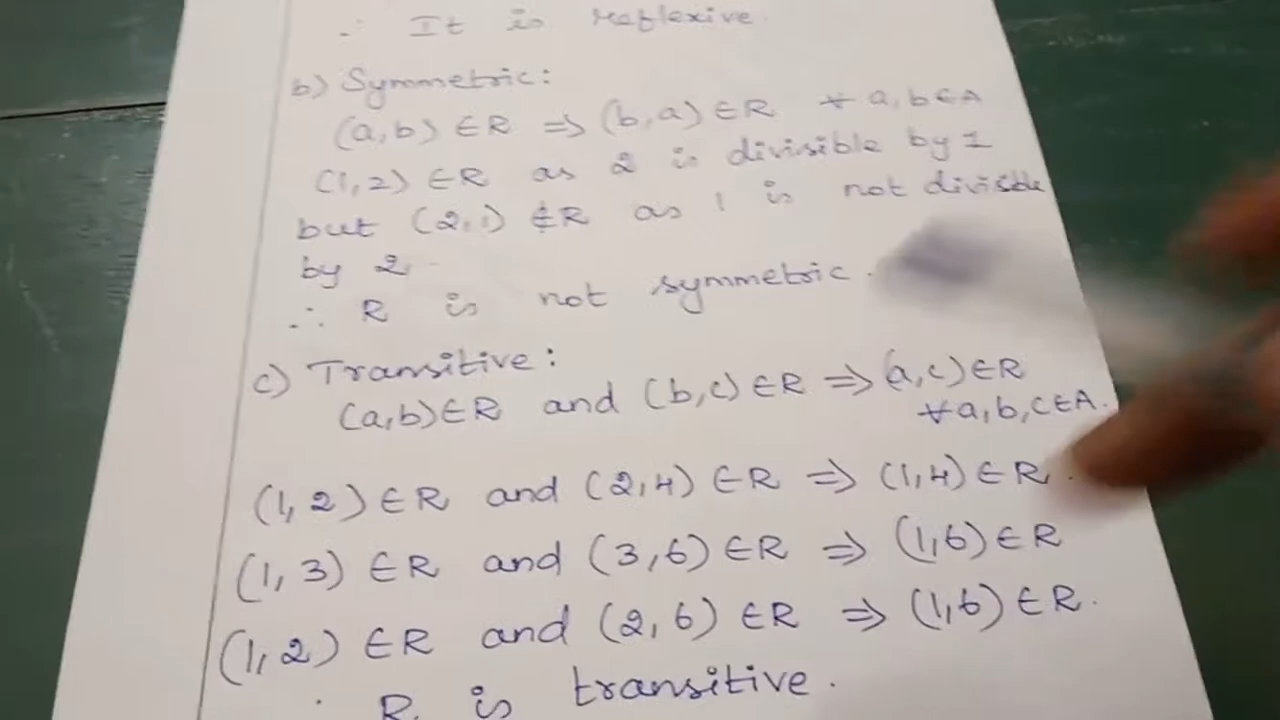 ∴ It is reflexive.
b) Symmetric:
(a,b) ∈ R ⇒ (b,a) ∈ R ∀ a,b ∈ A
(1,2) ∈ R as 2 is divisible by 1
but (2,1) ∉ R as 1 is not divisible
by 2.
∴ R is not symmetric.
c) Transitive:
(a,b) ∈ R and (b,c) ∈ R ⇒ (a,c) ∈ R
∀ a,b,c ∈ A.
(1,2) ∈ R and (2,4) ∈ R ⇒ (1,4) ∈ R.
(1,3) ∈ R and (3,6) ∈ R ⇒ (1,6) ∈ R
(1,2) ∈ R and (2,6) ∈ R ⇒ (1,6) ∈ R.
∴ R is transitive.